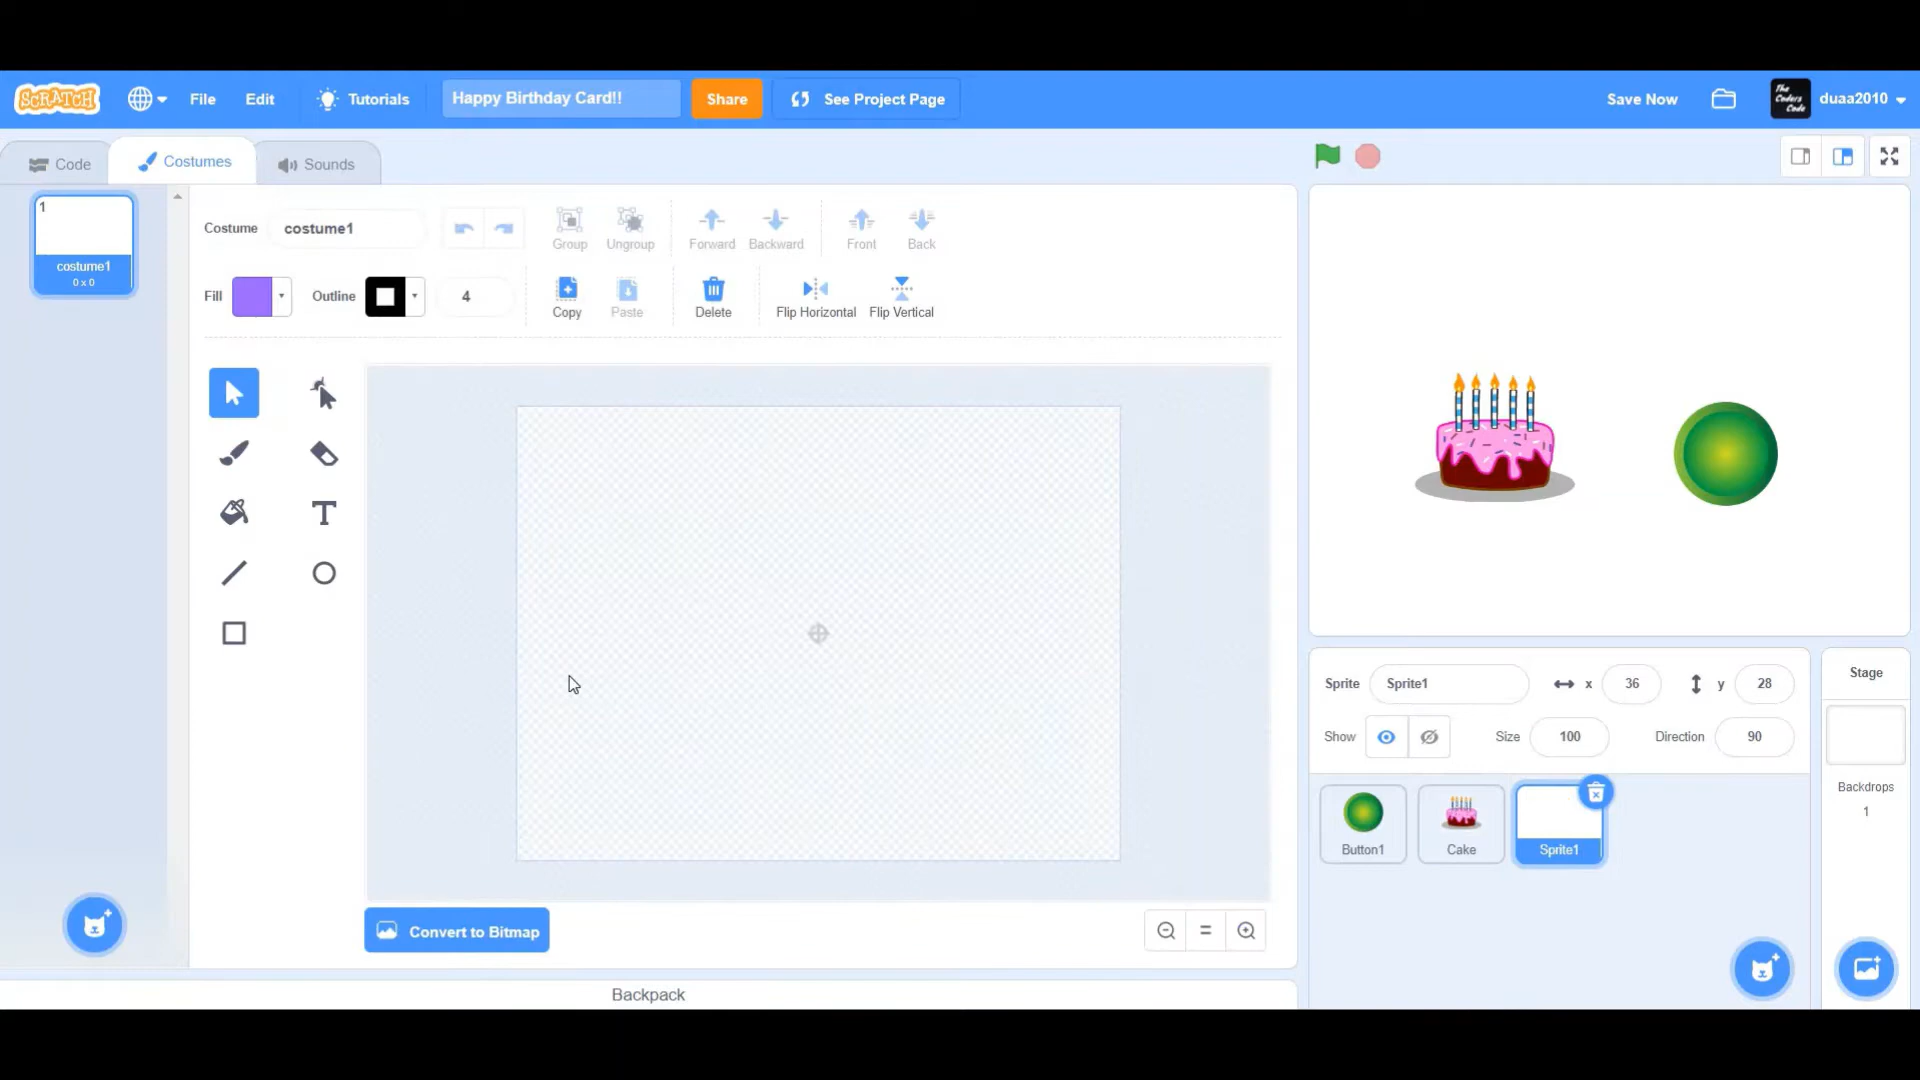 SCRATCH
File
Edit
Tutorials
Happy Birthday Card!!
Share
See Project Page
Save Now
The
Coders
Code
duaa2010
Code
Costumes
Sounds
1
costume1
0 x 0
Costume
costume1
Group
Ungroup
Forward
Backward
Front
Back
Fill
Outline
4
Copy
Paste
Delete
Flip Horizontal
Flip Vertical
T
Convert to Bitmap
Backpack
Sprite
Sprite1
x
36
y
28
Show
Size
100
Direction
90
Button1
Cake
Sprite1
Stage
Backdrops
1